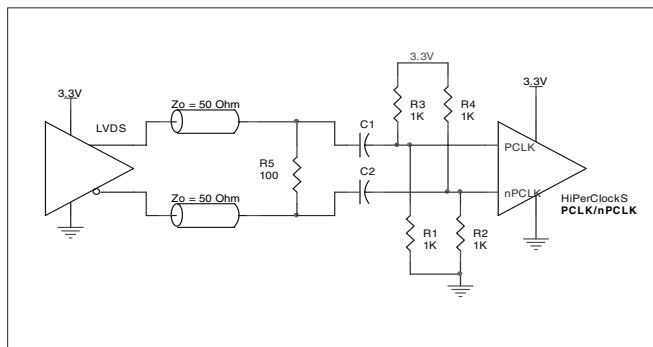 3.3V
3.3V
3.3V
Zo = 50 Ohm
R3
1K
R4
1K
LVDS
C1
PCLK
R5
100
C2
Zo = 50 Ohm
nPCLK
HiPerClockS
PCLK/nPCLK
R1
1K
R2
1K